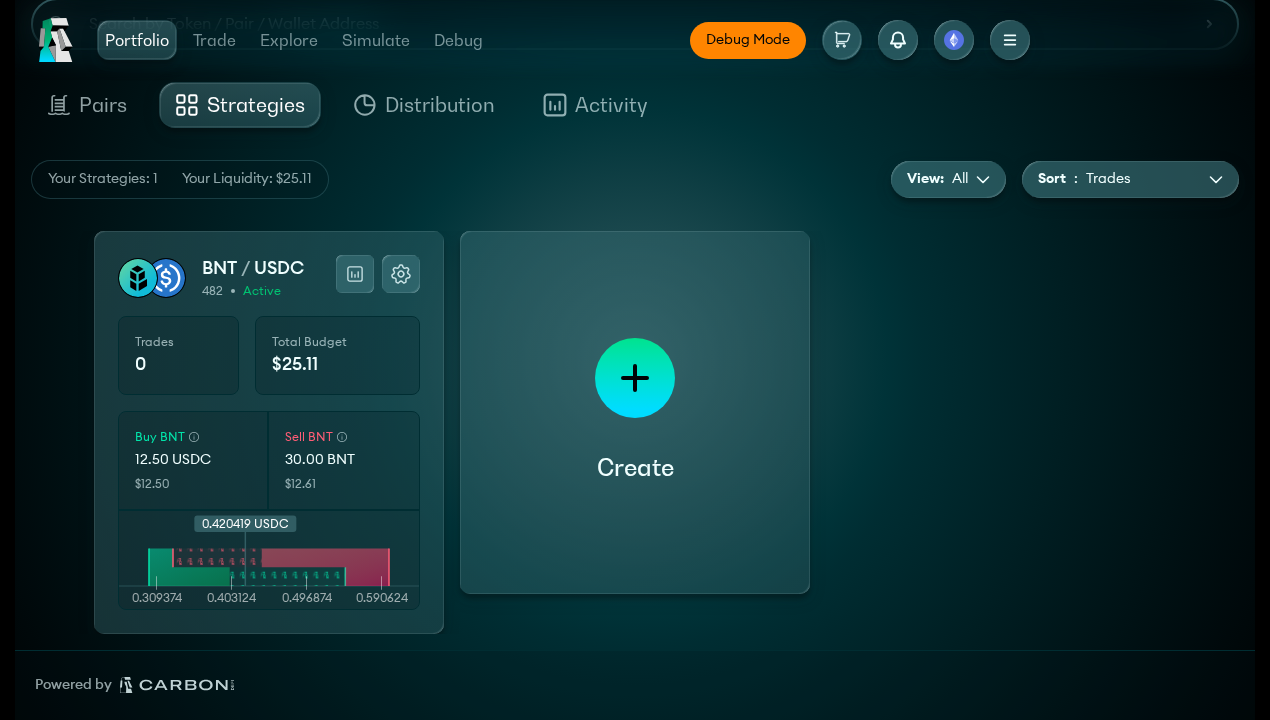 Search by Token / Pair / Wallet Address
Portfolio Trade Explore Simulate Debug Debug Mode
Pairs Strategies Distribution Activity
Your Strategies: 1 Your Liquidity: $25.11 View: All Sort : Trades
BNT / USDC
482 • Active
Trades Total Budget
0 $25.11
Buy BNT Sell BNT
12.50 USDC 30.00 BNT
$12.50 $12.61
0.420419 USDC
0.309374 0.403124 0.496874 0.590624
Create
Powered by CARBON